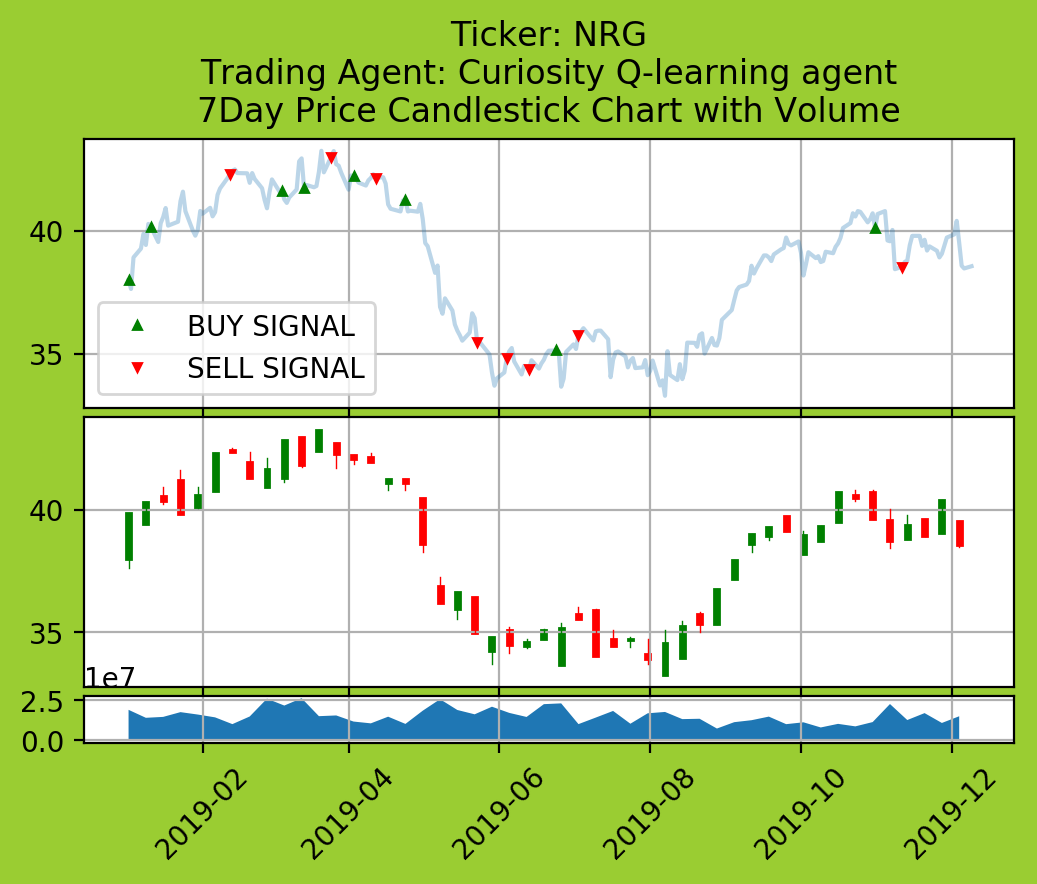 Ticker: NRG
Trading Agent: Curiosity Q-learning agent
7Day Price Candlestick Chart with Volume
40
35
BUY SIGNAL
SELL SIGNAL
40
35
1e7
2.5
0.0
2019-02
2019-04
2019-06
2019-08
2019-10
2019-12